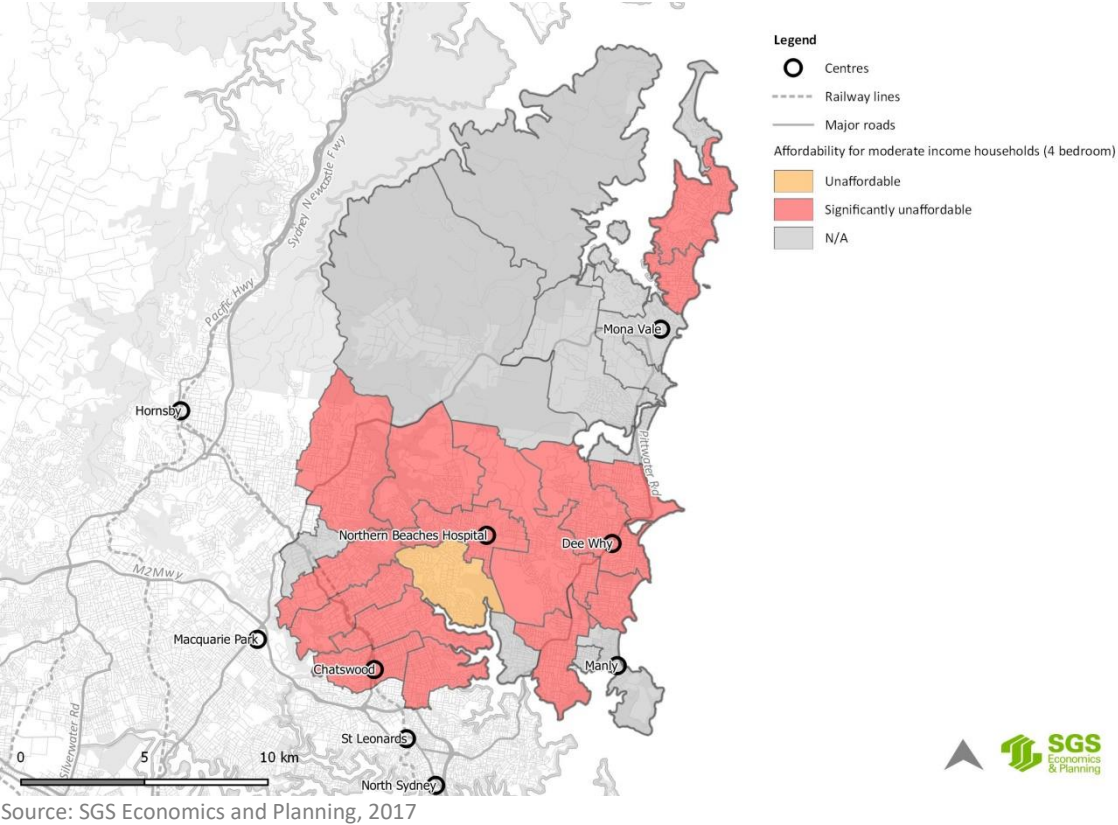 Legend
Centres
Railway lines
Major roads
Affordability for moderate income households (4 bedroom)
Unaffordable
Significantly unaffordable
N/A
Sydney Newcastle Fwy
Pacific Hwy
Mona Vale
Hornsby
Pittwater Rd
Northern Beaches Hospital
Dee Why
M2Mwy
Macquarie Park
Chatswood
Manly
Silverwater Rd
St Leonards
North Sydney
0 5 10 km
SGS
Economics
& Planning
Source: SGS Economics and Planning, 2017